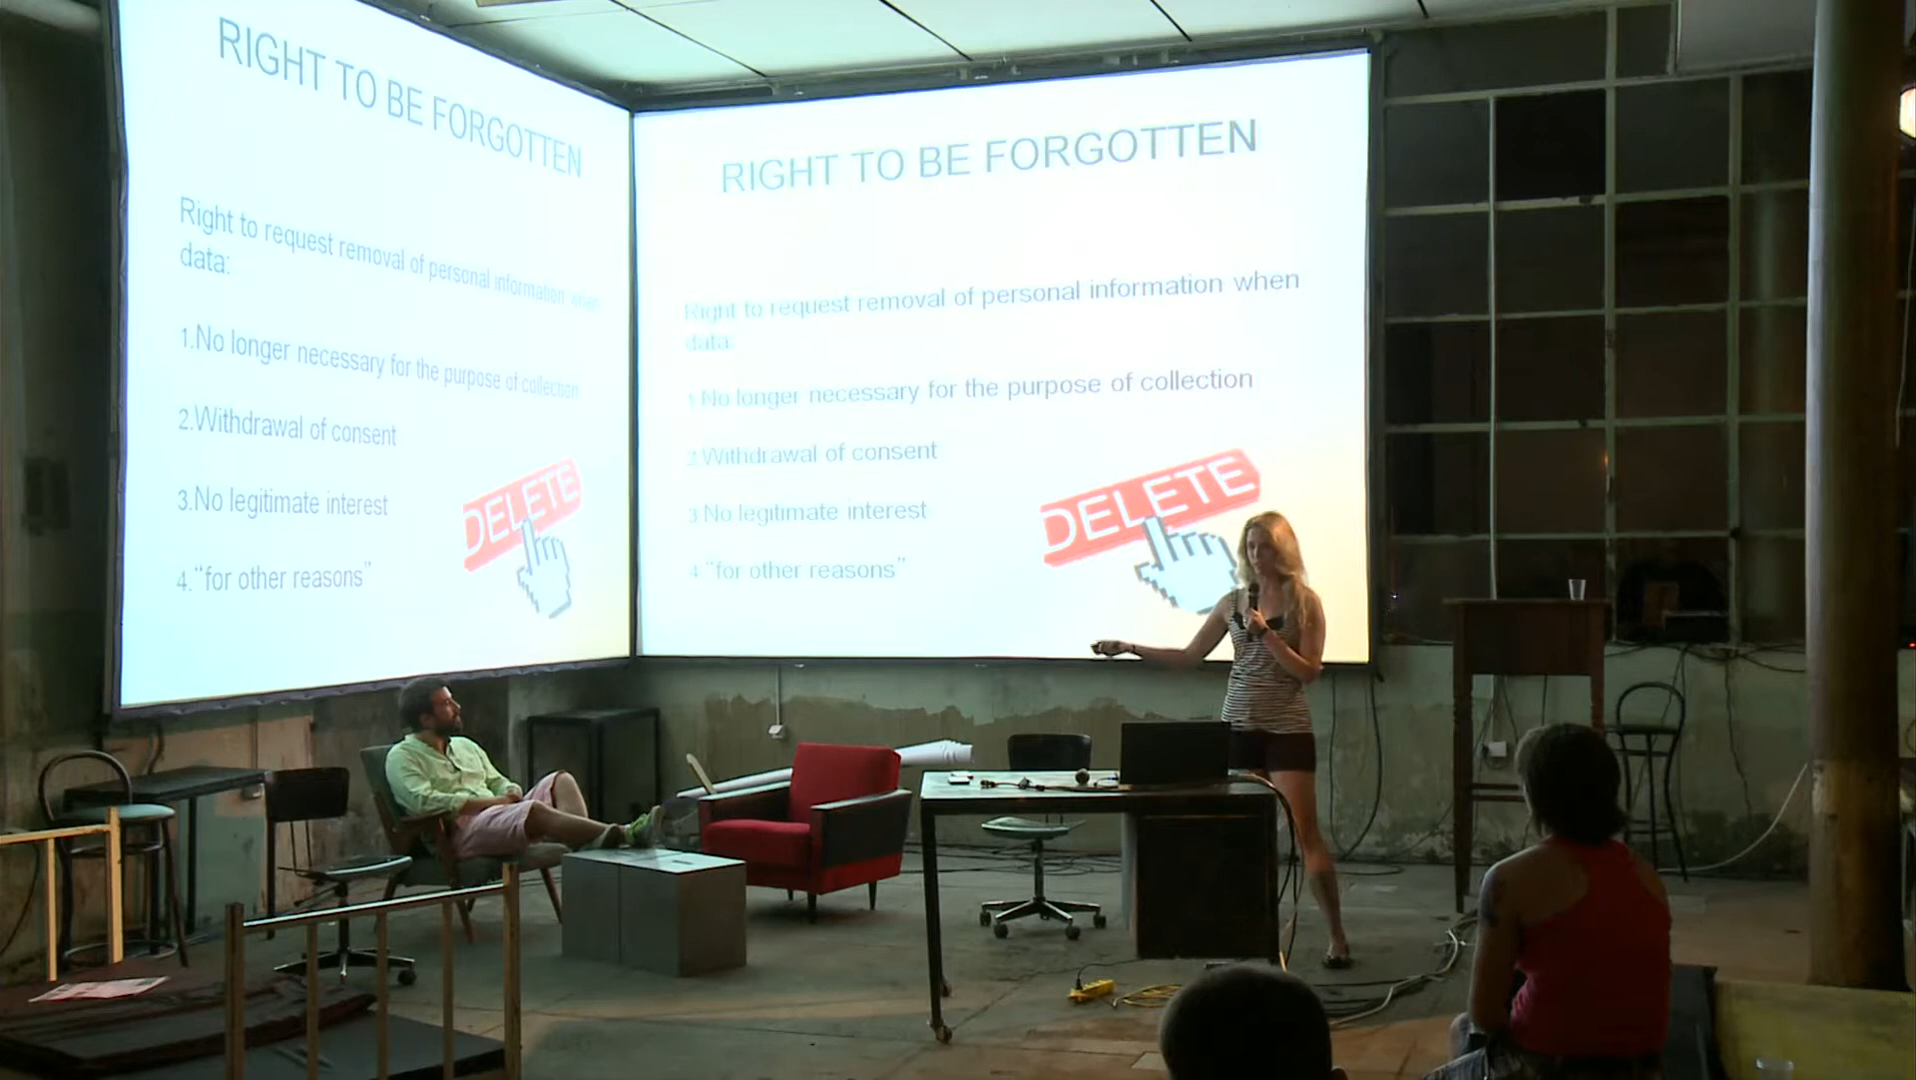 RIGHT TO BE FORGOTTEN
Right to request removal of personal information when
data:
1.No longer necessary for the purpose of collection
2.Withdrawal of consent
3.No legitimate interest
4."for other reasons"
DELETE
RIGHT TO BE FORGOTTEN
Right to request removal of personal information when
data:
1.No longer necessary for the purpose of collection
2.Withdrawal of consent
3.No legitimate interest
4."for other reasons"
DELETE